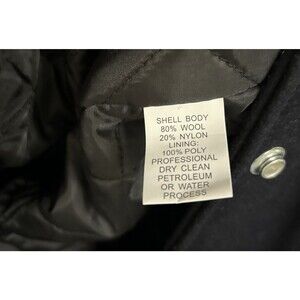 SHELL BODY
80% WOOL
20% NYLON
LINING:
100% POLY
PROFESSIONAL
DRY CLEAN
PETROLEUM
OR WATER
PROCESS